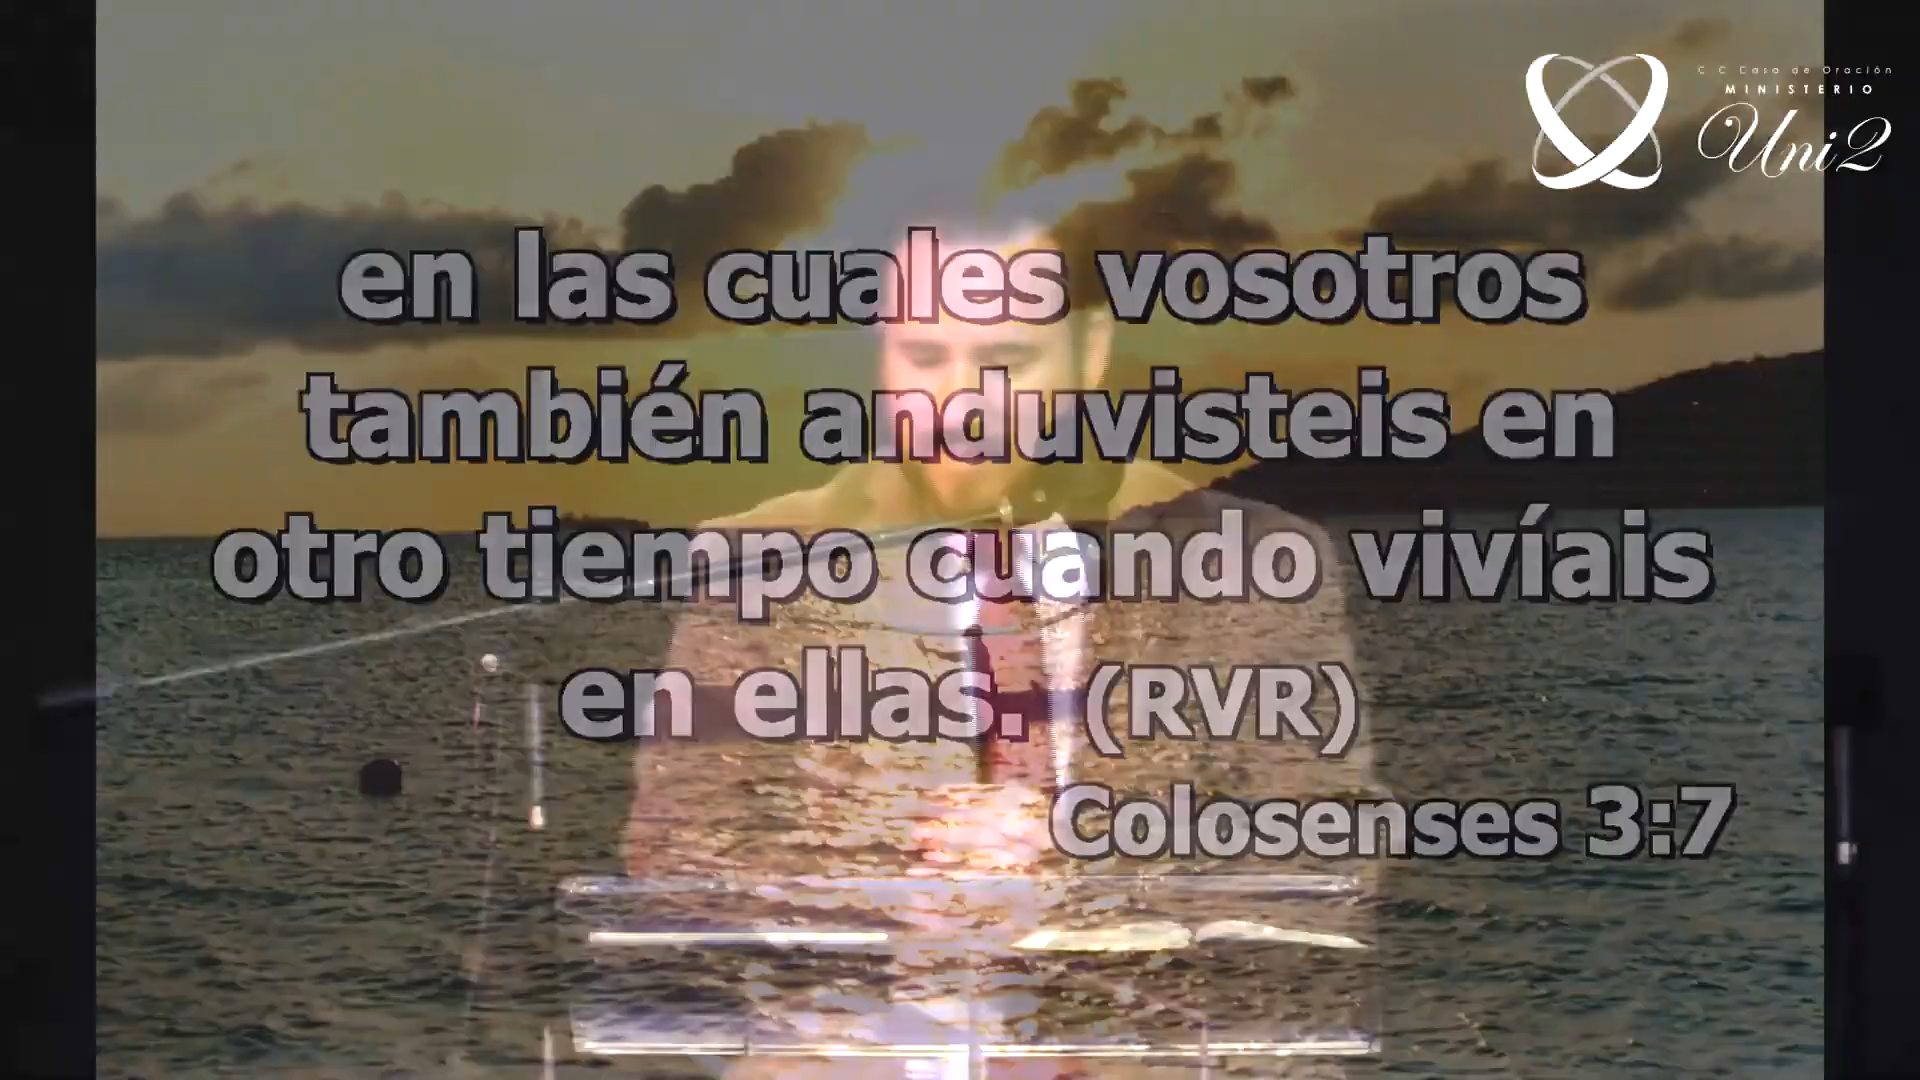 C C Casa de Oración
MINISTERIO
Uni2
en las cuales vosotros
también anduvisteis en
otro tiempo cuando vivíais
en ellas. (RVR)
Colosenses 3:7